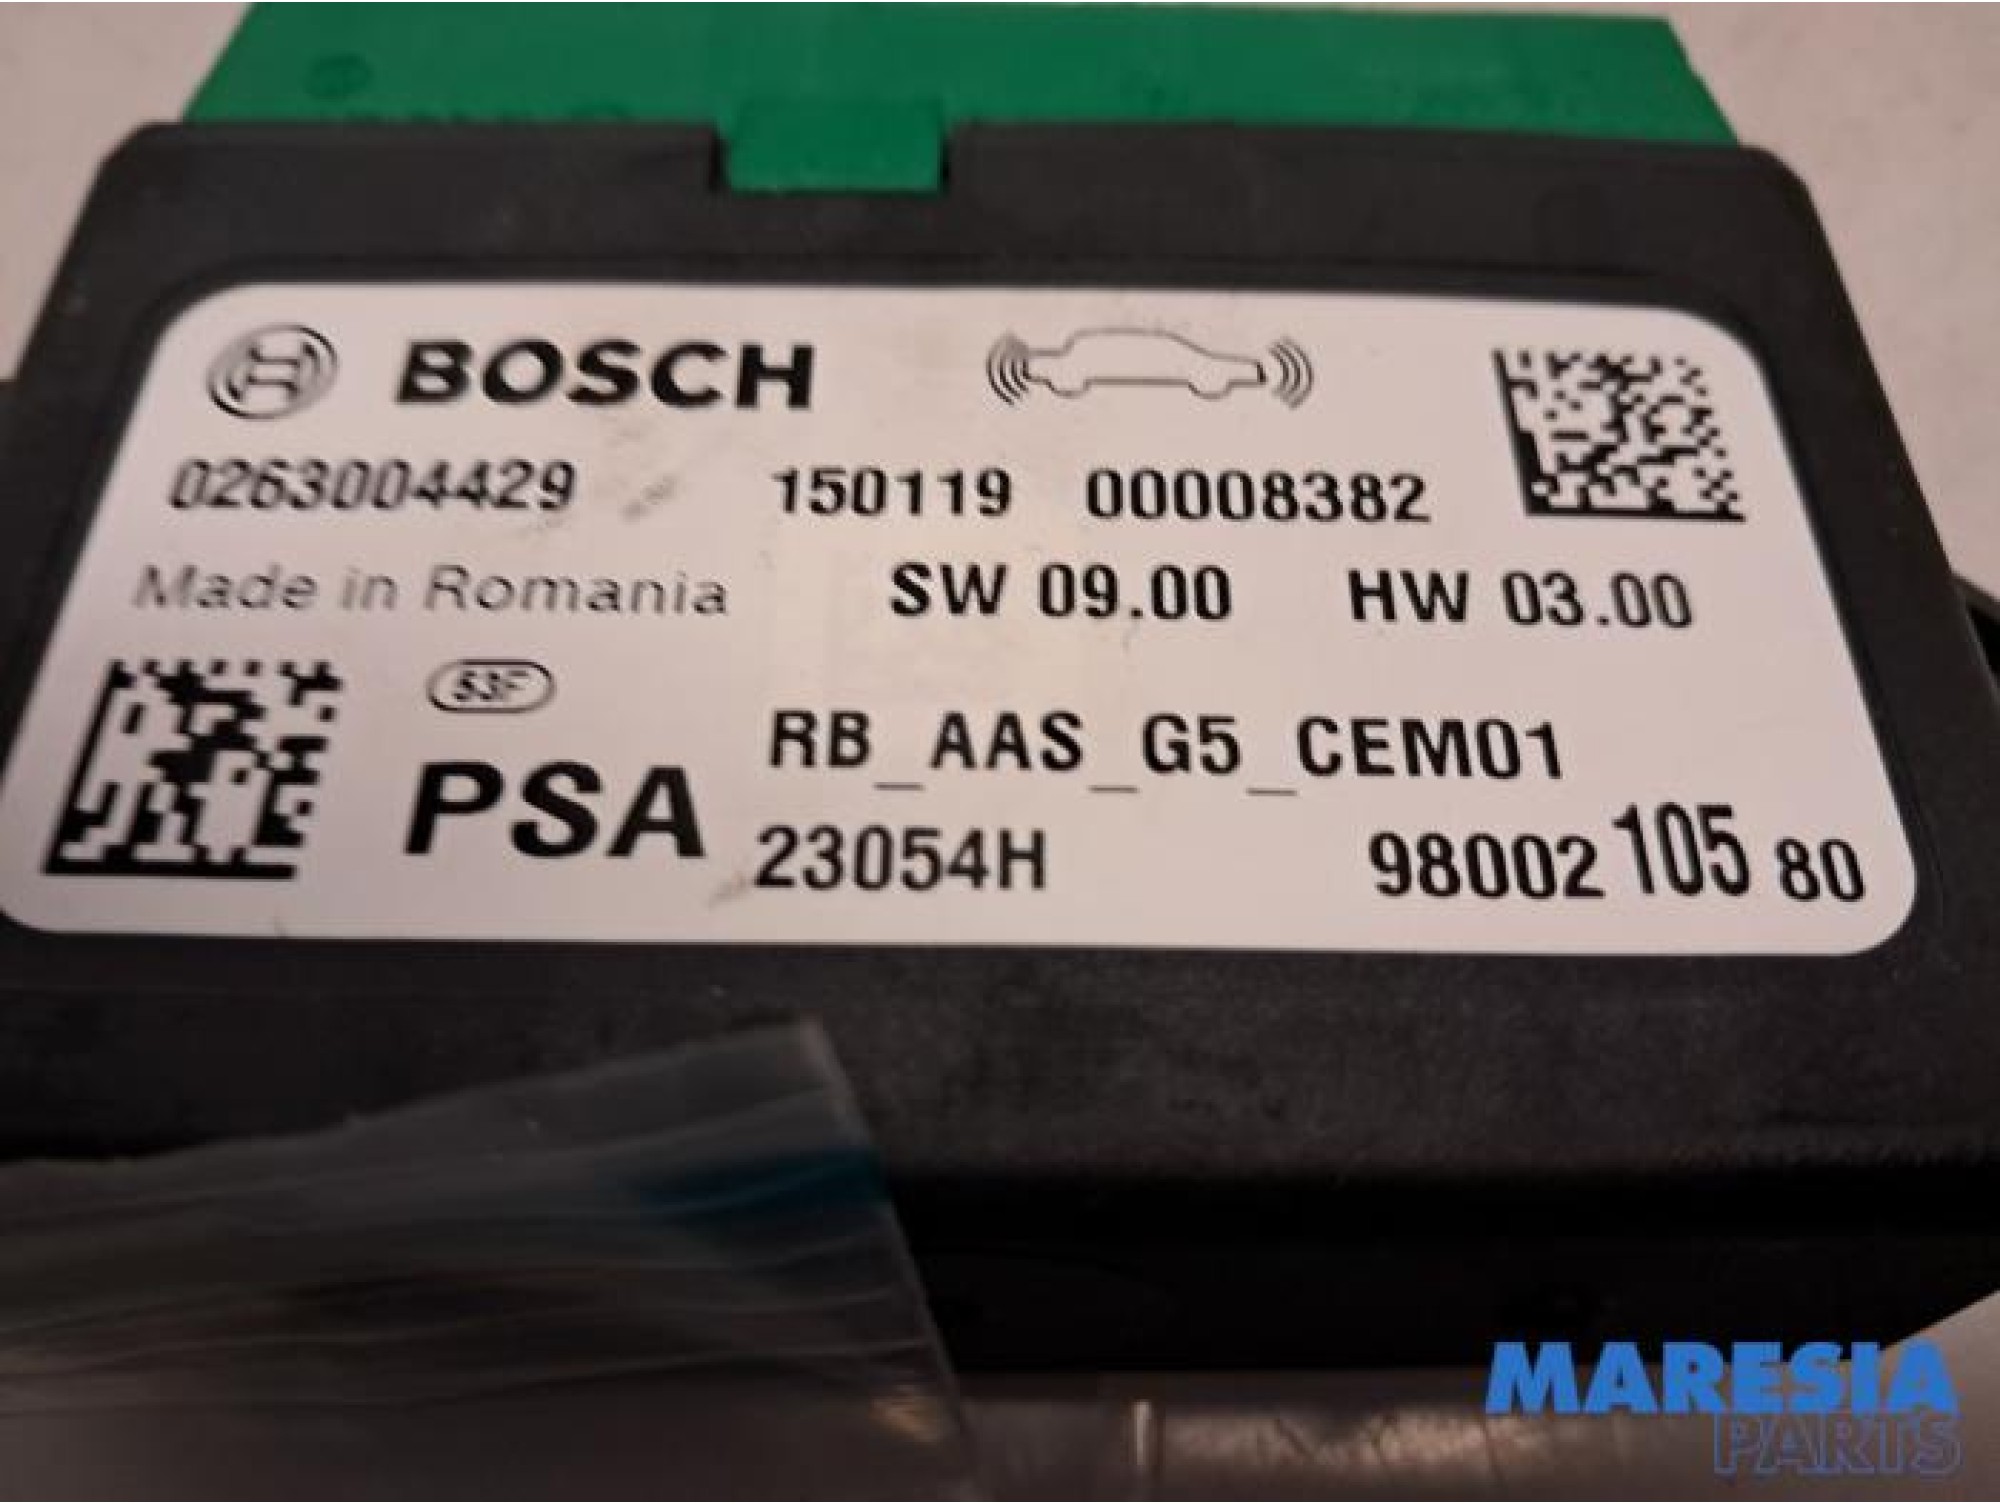 BOSCH
0263004429 150119 00008382
Made in Romania SW 09.00 HW 03.00
53F
RB_AAS_G5_CEM01
PSA 23054H 98002 105 80
MARESIA
PARTS